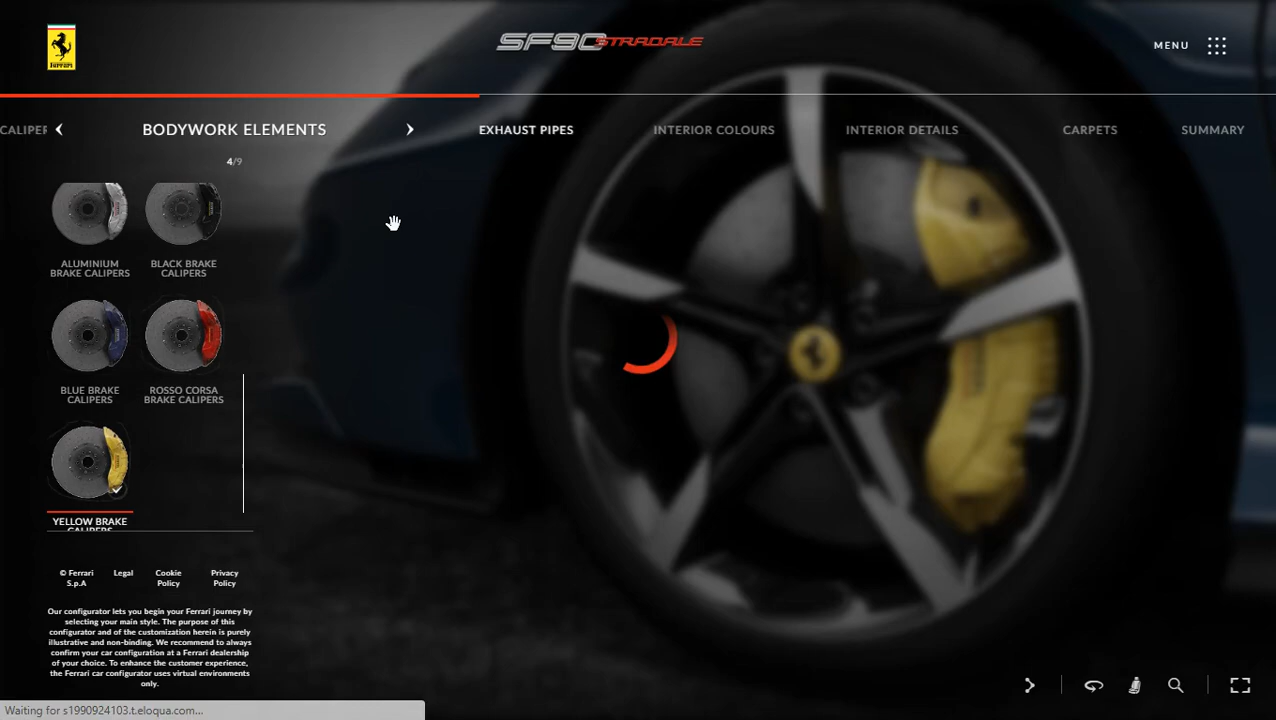 Ferrari
SF90 STRADALE
MENU
CALIPER
BODYWORK ELEMENTS
EXHAUST PIPES
INTERIOR COLOURS
INTERIOR DETAILS
CARPETS
SUMMARY
4/9
ALUMINIUM
BRAKE CALIPERS
BLACK BRAKE
CALIPERS
BLUE BRAKE
CALIPERS
ROSSO CORSA
BRAKE CALIPERS
YELLOW BRAKE
CALIPERS
© Ferrari
S.p.A
Legal
Cookie
Policy
Privacy
Policy
Our configurator lets you begin your Ferrari journey by
selecting your main style. The purpose of this
configurator and of the customization herein is purely
illustrative and non-binding. We recommend to always
confirm your car configuration at a Ferrari dealership
of your choice. To enhance the customer experience,
the Ferrari car configurator uses virtual environments
only.
Waiting for s1990924103.t.eloqua.com...